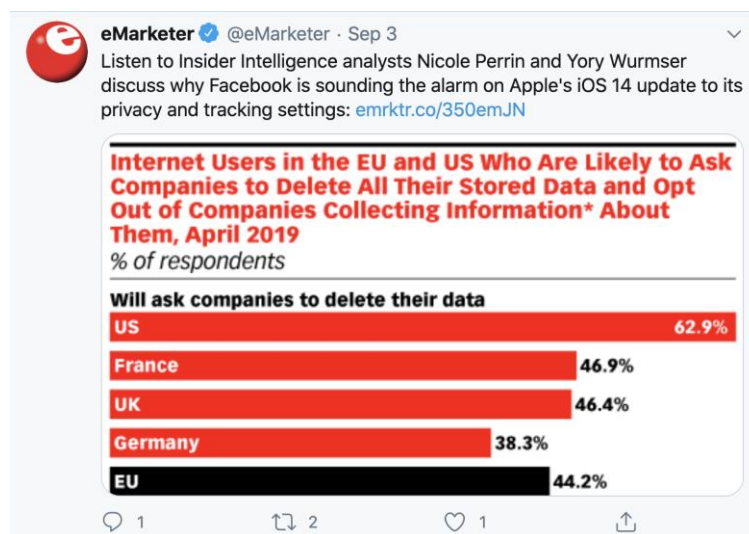 eMarketer @eMarketer · Sep 3
Listen to Insider Intelligence analysts Nicole Perrin and Yory Wurmser
discuss why Facebook is sounding the alarm on Apple's iOS 14 update to its
privacy and tracking settings: emrktr.co/350emJN
Internet Users in the EU and US Who Are Likely to Ask
Companies to Delete All Their Stored Data and Opt
Out of Companies Collecting Information* About
Them, April 2019
% of respondents
Will ask companies to delete their data
US 62.9%
France 46.9%
UK 46.4%
Germany 38.3%
EU 44.2%
1 2 1